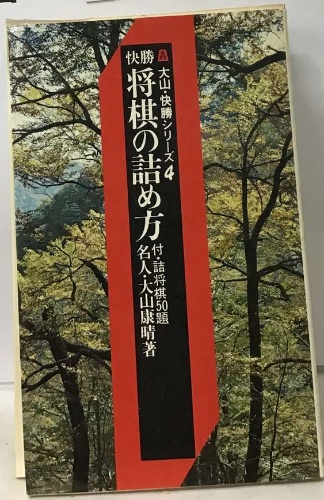 大山・快勝シリーズ4
快勝
将棋の詰め方
付・詰将棋50題
名人・大山康晴著